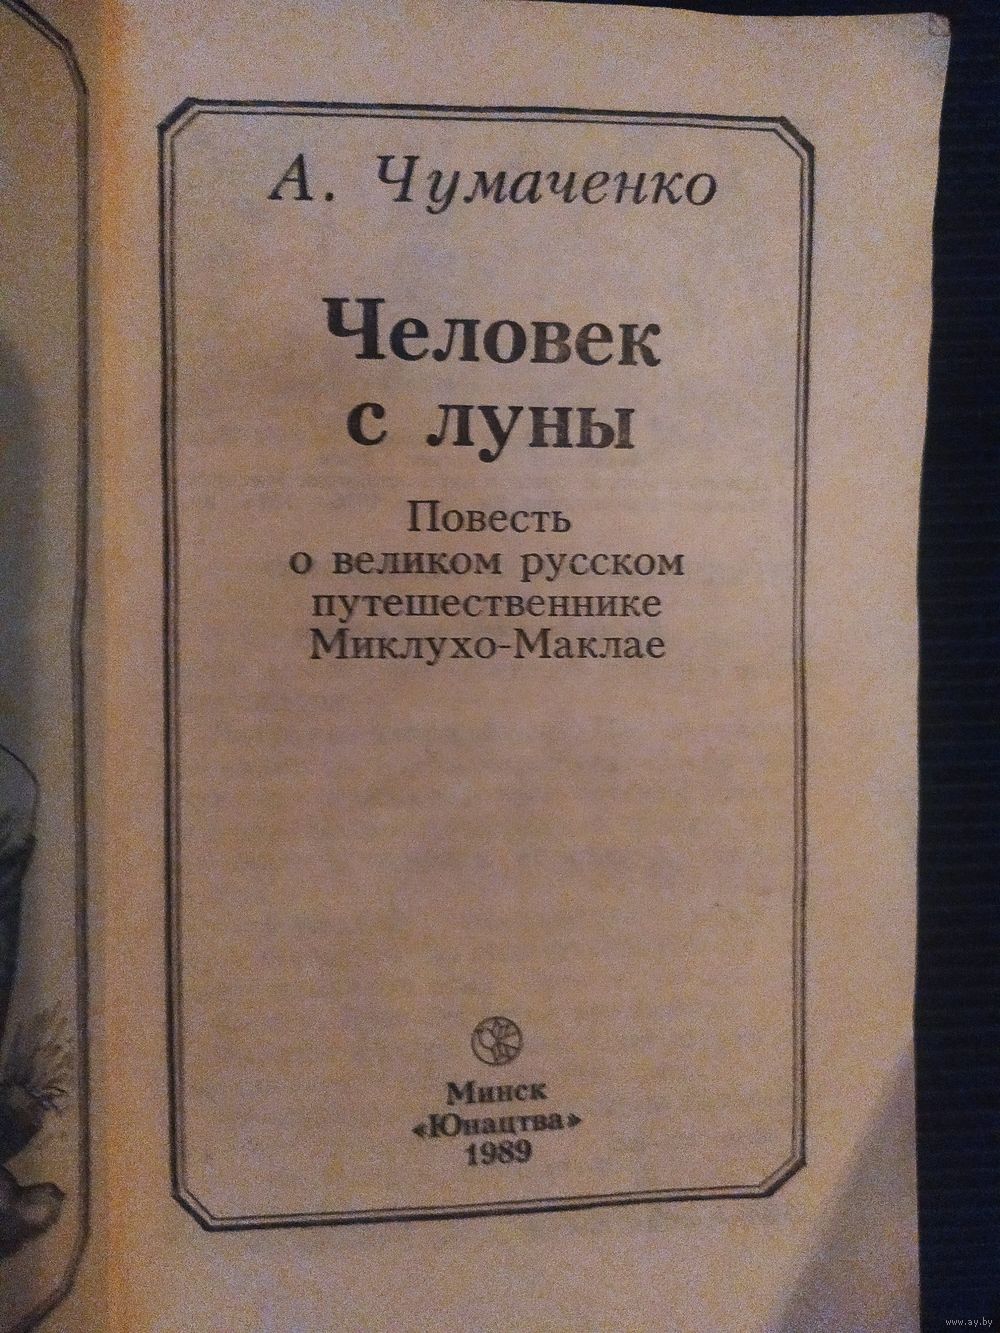 А. Чумаченко
Человек
с луны
Повесть
о великом русском
путешественнике
Миклухо-Маклае
Минск
«Юнацтва»
1989
www.ay.by